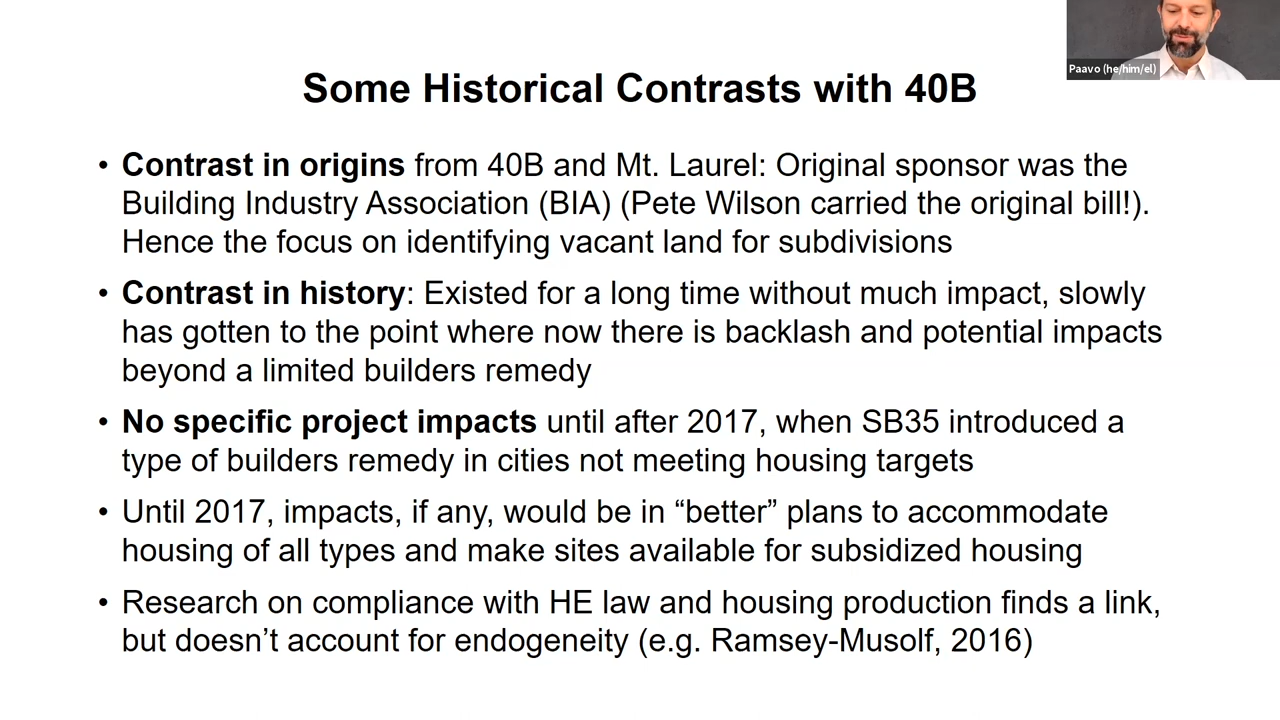 Paavo (he/him/el)
Some Historical Contrasts with 40B
• Contrast in origins from 40B and Mt. Laurel: Original sponsor was the
Building Industry Association (BIA) (Pete Wilson carried the original bill!).
Hence the focus on identifying vacant land for subdivisions
• Contrast in history: Existed for a long time without much impact, slowly
has gotten to the point where now there is backlash and potential impacts
beyond a limited builders remedy
• No specific project impacts until after 2017, when SB35 introduced a
type of builders remedy in cities not meeting housing targets
• Until 2017, impacts, if any, would be in “better” plans to accommodate
housing of all types and make sites available for subsidized housing
• Research on compliance with HE law and housing production finds a link,
but doesn’t account for endogeneity (e.g. Ramsey-Musolf, 2016)